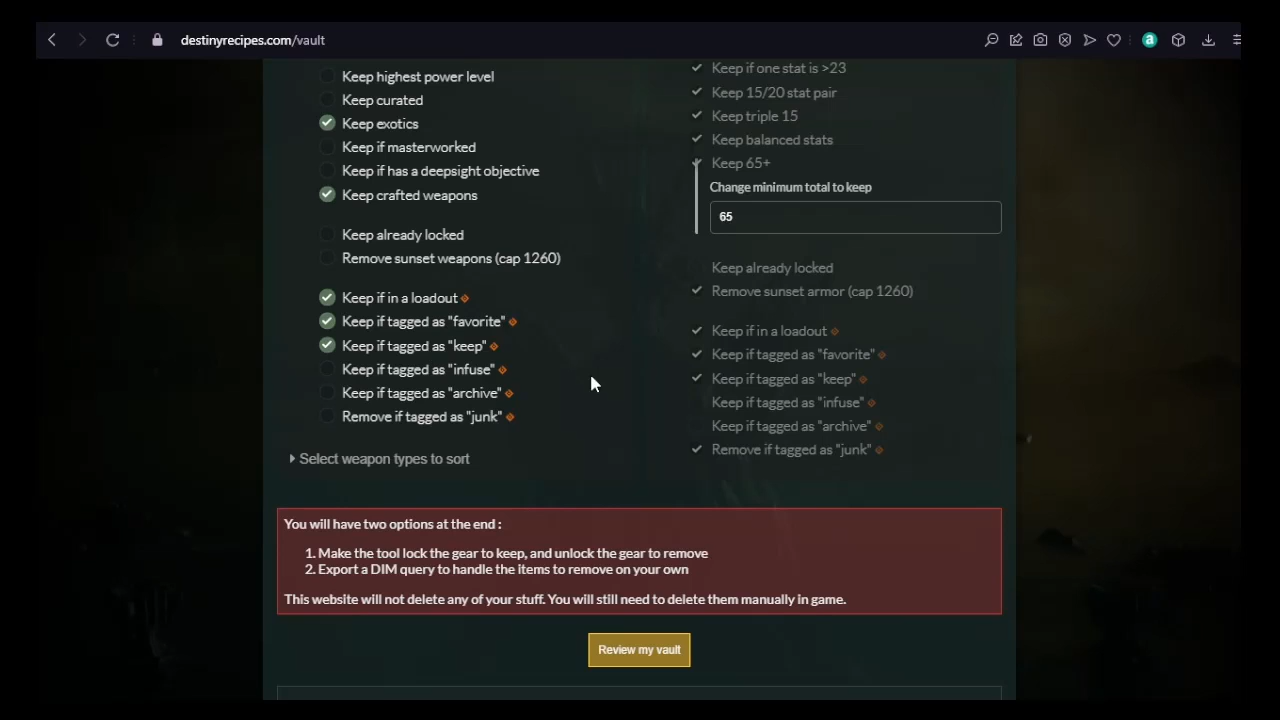 destinyrecipes.com/vault
a
Keep highest power level
Keep curated
Keep exotics
Keep if masterworked
Keep if has a deepsight objective
Keep crafted weapons
Keep already locked
Remove sunset weapons (cap 1260)
Keep if in a loadout
Keep if tagged as "favorite"
Keep if tagged as "keep"
Keep if tagged as "infuse"
Keep if tagged as "archive"
Remove if tagged as "junk"
Select weapon types to sort
Keep if one stat is >23
Keep 15/20 stat pair
Keep triple 15
Keep balanced stats
Keep 65+
Change minimum total to keep
65
Keep already locked
Remove sunset armor (cap 1260)
Keep if in a loadout
Keep if tagged as "favorite"
Keep if tagged as "keep"
Keep if tagged as "infuse"
Keep if tagged as "archive"
Remove if tagged as "junk"
You will have two options at the end :
1. Make the tool lock the gear to keep, and unlock the gear to remove
2. Export a DIM query to handle the items to remove on your own
This website will not delete any of your stuff. You will still need to delete them manually in game.
Review my vault